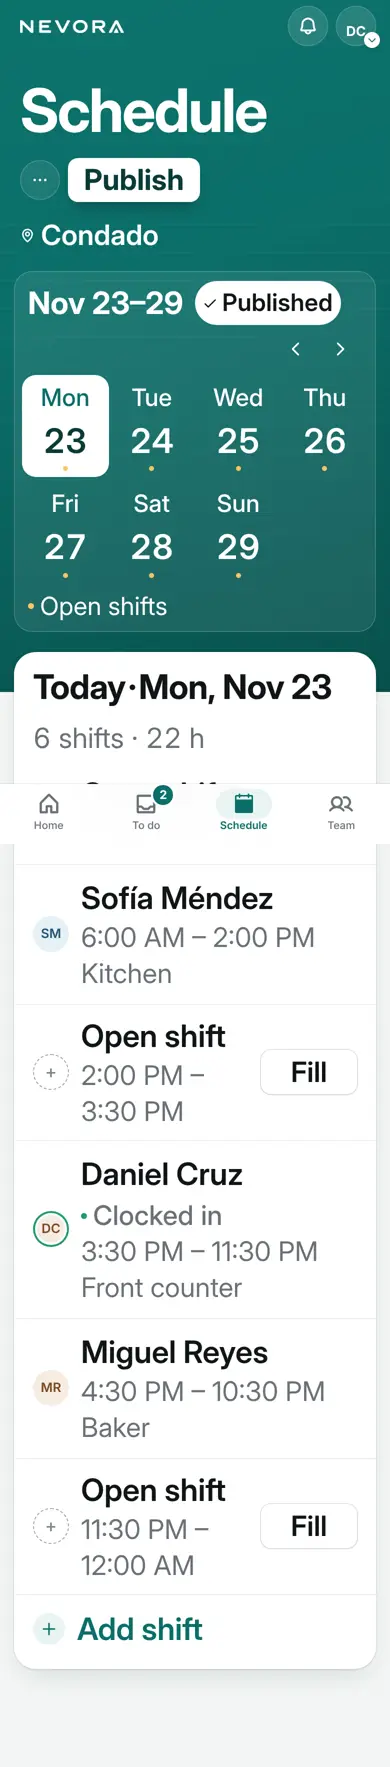 NEVORA
DC
Schedule
Publish
Condado
Nov 23–29
Published
Mon
Tue
Wed
Thu
23
24
25
26
Fri
Sat
Sun
27
28
29
Open shifts
Today·Mon, Nov 23
6 shifts · 22 h
2
Home
To do
Schedule
Team
Sofía Méndez
SM
6:00 AM – 2:00 PM
Kitchen
Open shift
2:00 PM –
3:30 PM
Fill
Daniel Cruz
DC
Clocked in
3:30 PM – 11:30 PM
Front counter
Miguel Reyes
MR
4:30 PM – 10:30 PM
Baker
Open shift
11:30 PM –
12:00 AM
Fill
Add shift